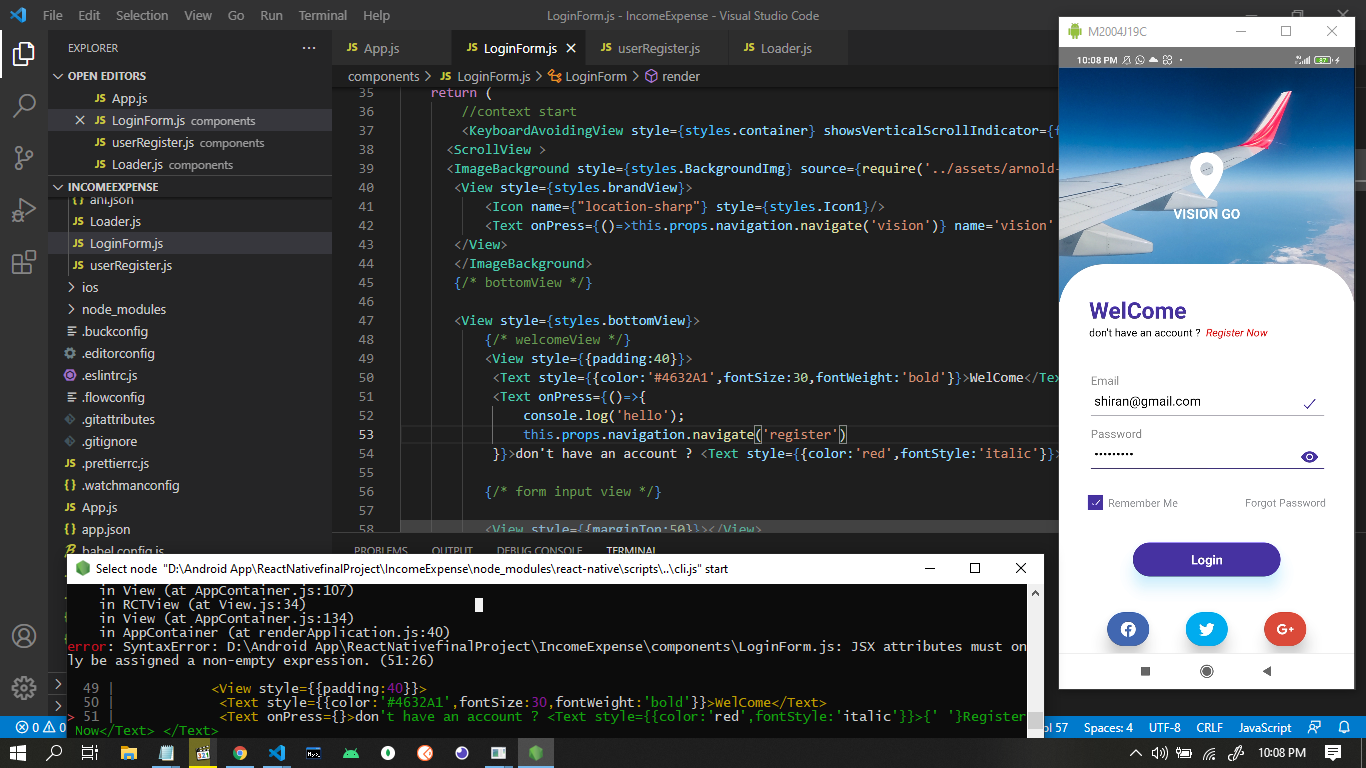 File Edit Selection View Go Run Terminal Help
LoginForm.js - IncomeExpense - Visual Studio Code
EXPLORER
OPEN EDITORS
JS App.js
JS LoginForm.js components
JS userRegister.js components
JS Loader.js components
INCOMEEXPENSE
{} ani.json
JS Loader.js
JS LoginForm.js
JS userRegister.js
ios
node_modules
.buckconfig
.editorconfig
.eslintrc.js
.flowconfig
.gitattributes
.gitignore
JS .prettierrc.js
{} .watchmanconfig
JS App.js
{} app.json
babel.config.js
0 0
JS App.js JS LoginForm.js JS userRegister.js JS Loader.js
components > JS LoginForm.js > LoginForm > render
35 return (
36 //context start
37 <KeyboardAvoidingView style={styles.container} showsVerticalScrollIndicator={f
38 <ScrollView >
39 <ImageBackground style={styles.BackgroundImg} source={require('../assets/arnold-
40 <View style={styles.brandView}>
41 <Icon name={"location-sharp"} style={styles.Icon1}/>
42 <Text onPress={()=>this.props.navigation.navigate('vision')} name='vision'
43 </View>
44 </ImageBackground>
45 {/* bottomView */}
46
47 <View style={styles.bottomView}>
48 {/* welcomeView */}
49 <View style={{padding:40}}>
50 <Text style={{color:'#4632A1',fontSize:30,fontWeight:'bold'}}>WelCome</Tex
51 <Text onPress={()=>{
52 console.log('hello');
53 this.props.navigation.navigate('register')
54 }}>don't have an account ? <Text style={{color:'red',fontStyle:'italic'}}>
55
56 {/* form input view */}
57
58 <View style={{marginTop:50}}></View>
PROBLEMS OUTPUT DEBUG CONSOLE TERMINAL
Select node "D:\Android App\ReactNativefinalProject\IncomeExpense\node_modules\react-native\scripts\..\cli.js" start
in View (at AppContainer.js:107)
in RCTView (at View.js:34)
in View (at AppContainer.js:134)
in AppContainer (at renderApplication.js:40)
error: SyntaxError: D:\Android App\ReactNativefinalProject\IncomeExpense\components\LoginForm.js: JSX attributes must on
ly be assigned a non-empty expression. (51:26)
49 | <View style={{padding:40}}>
50 | <Text style={{color:'#4632A1',fontSize:30,fontWeight:'bold'}}>WelCome</Text>
> 51 | <Text onPress={}>don't have an account ? <Text style={{color:'red',fontStyle:'italic'}}>{' '}Register
Now</Text> </Text>
M2004J19C
10:08 PM
87
VISION GO
WelCome
don't have an account ? Register Now
Email
shiran@gmail.com
Password
•••••••••
Remember Me Forgot Password
Login
G+
ol 57 Spaces: 4 UTF-8 CRLF JavaScript
10:08 PM